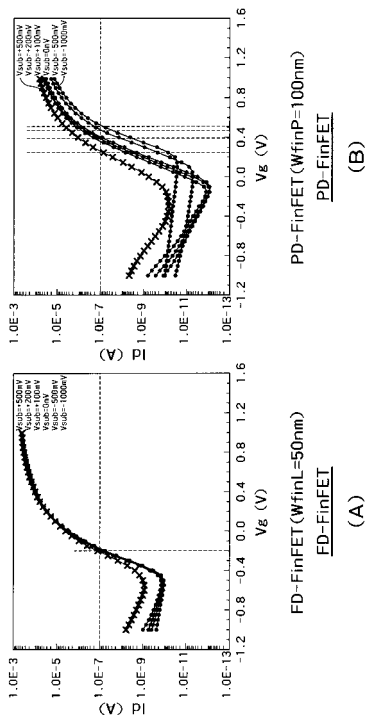 1.0E-3
1.0E-5
1.0E-7
1.0E-9
1.0E-11
1.0E-13
Id (A)
Vsub=+500mV
Vsub=+200mV
Vsub=+100mV
Vsub=0mV
Vsub=-500mV
Vsub=-1000mV
-1.2 -0.8 -0.4 0.0 0.4 0.8 1.2 1.6
Vg (V)
FD-FinFET(WfinL=50nm)
FD-FinFET
(A)
1.0E-3
1.0E-5
1.0E-7
1.0E-9
1.0E-11
1.0E-13
Id (A)
Vsub=+500mV
Vsub=+200mV
Vsub=+100mV
Vsub=0mV
Vsub=-500mV
Vsub=-1000mV
-1.2 -0.8 -0.4 0.0 0.4 0.8 1.2 1.6
Vg (V)
PD-FinFET(WfinP=100nm)
PD-FinFET
(B)